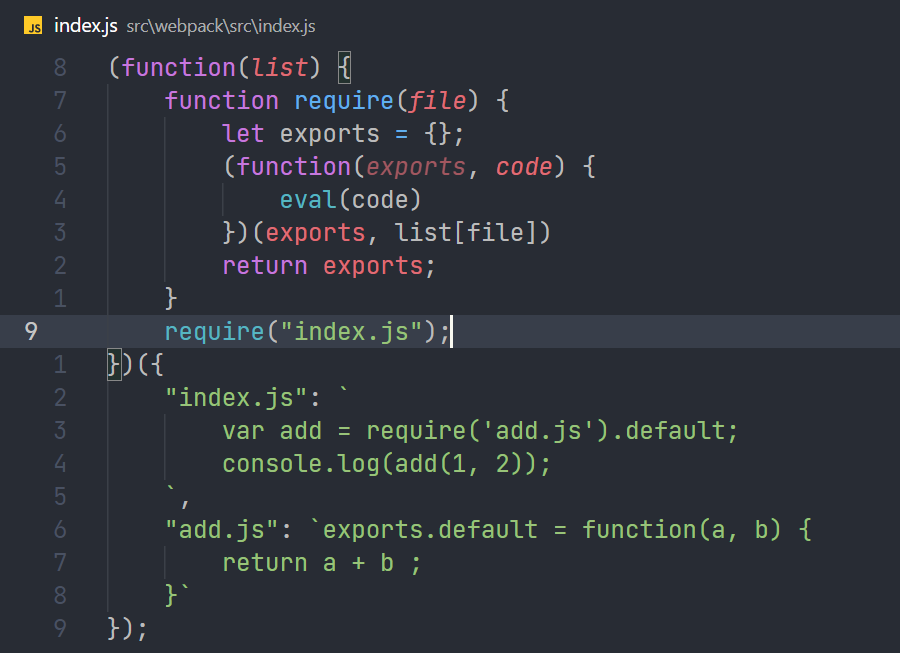 JS index.js src\webpack\src\index.js
8 (function(list) {
7     function require(file) {
6         let exports = {};
5         (function(exports, code) {
4             eval(code)
3         })(exports, list[file])
2         return exports;
1     }
9     require("index.js");
1 })({
2     "index.js": `
3         var add = require('add.js').default;
4         console.log(add(1, 2));
5     `,
6     "add.js": `exports.default = function(a, b) {
7         return a + b ;
8     }`
9 });